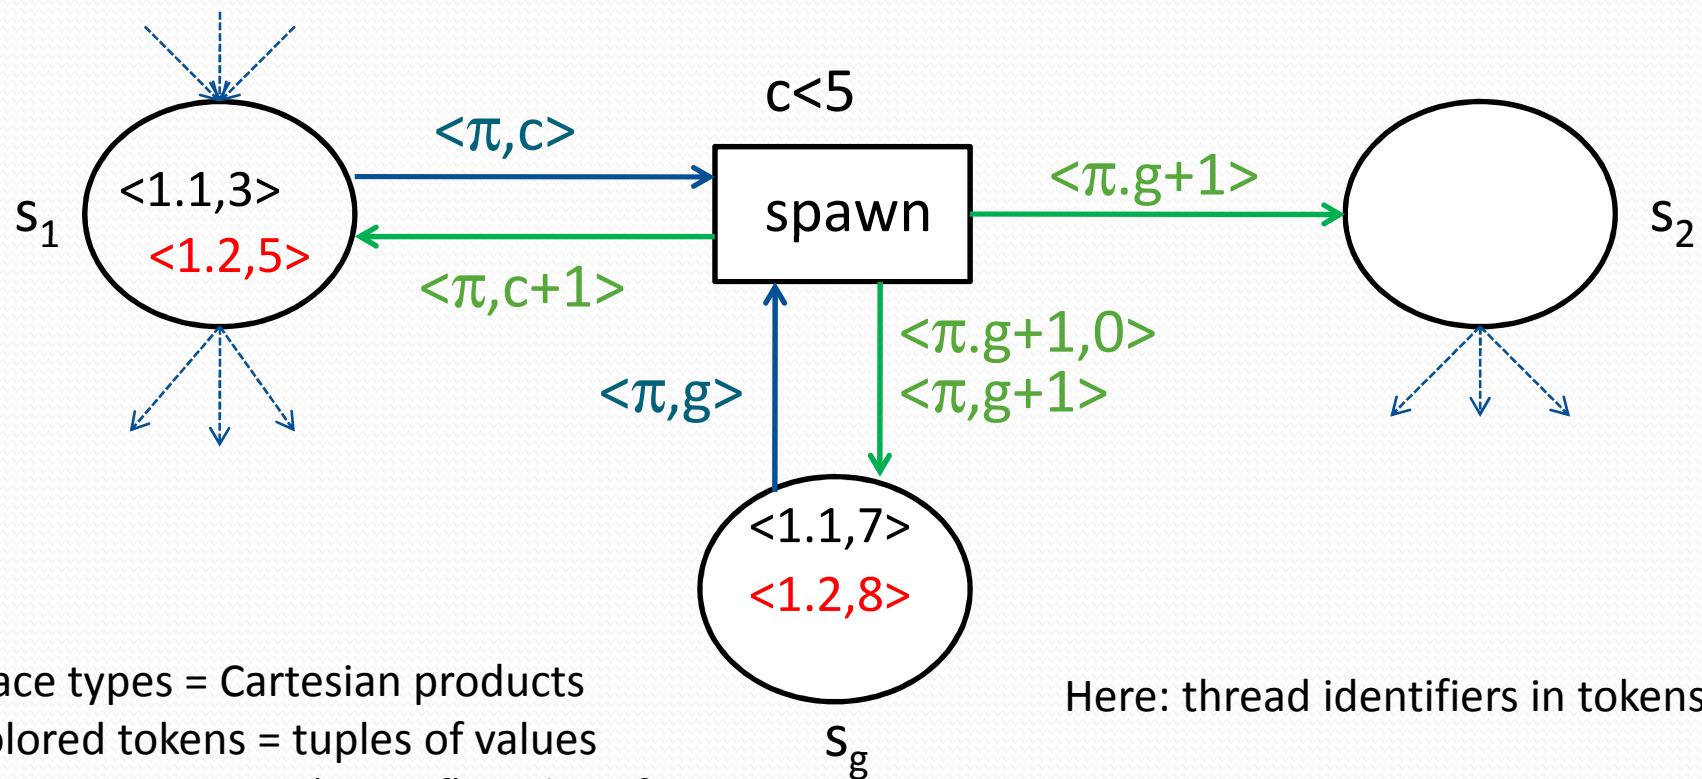 c<5
<π,c>
<π.g+1>
<1.1,3>
spawn
s1
<1.2,5>
s2
<π,c+1>
<π.g+1,0>
<π,g>
<π,g+1>
<1.1,7>
<1.2,8>
ace types = Cartesian products
Here: thread identifiers in tokens
olored tokens = tuples of values
sg